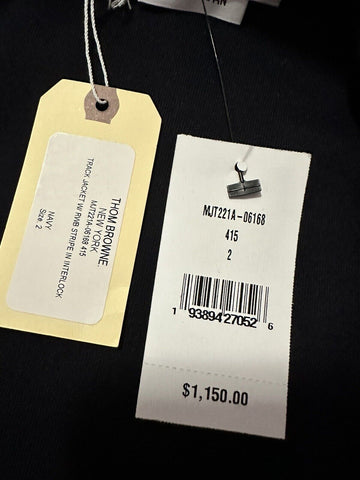 THOM BROWNE
NEW YORK
MJT221A-06168 415
TRACK JACKET W/ RWB STRIPE IN INTERLOCK
NAVY
Size: 2
MJT221A-06168
415
2
1 93894 27052 6
$1,150.00